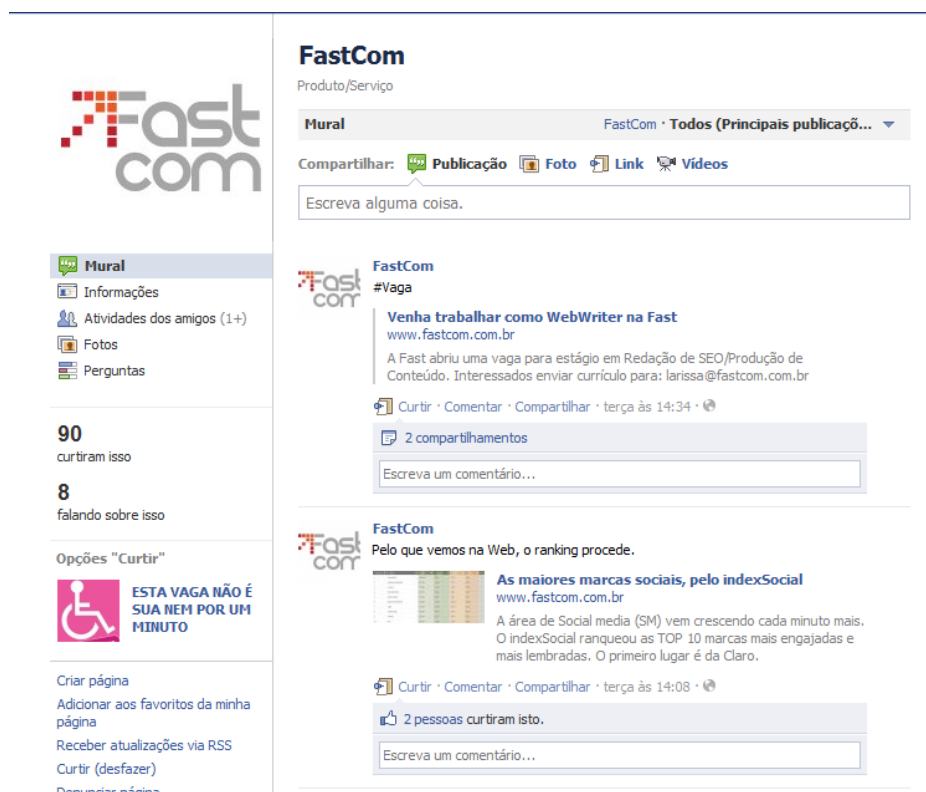 Fast
com
Mural
Informações
Atividades dos amigos (1+)
Fotos
Perguntas
90
curtiram isso
8
falando sobre isso
Opções "Curtir"
ESTA VAGA NÃO É
SUA NEM POR UM
MINUTO
Criar página
Adicionar aos favoritos da minha
página
Receber atualizações via RSS
Curtir (desfazer)
Denunciar página
FastCom
Produto/Serviço
Mural
FastCom · Todos (Principais publicaçõ...
Compartilhar: Publicação Foto Link Vídeos
Escreva alguma coisa.
Fast
com
FastCom
#Vaga
Venha trabalhar como WebWriter na Fast
www.fastcom.com.br
A Fast abriu uma vaga para estágio em Redação de SEO/Produção de
Conteúdo. Interessados enviar currículo para: larissa@fastcom.com.br
Curtir · Comentar · Compartilhar · terça às 14:34 ·
2 compartilhamentos
Escreva um comentário...
Fast
com
FastCom
Pelo que vemos na Web, o ranking procede.
As maiores marcas sociais, pelo indexSocial
www.fastcom.com.br
A área de Social media (SM) vem crescendo cada minuto mais.
O indexSocial ranqueou as TOP 10 marcas mais engajadas e
mais lembradas. O primeiro lugar é da Claro.
Curtir · Comentar · Compartilhar · terça às 14:08 ·
2 pessoas curtiram isto.
Escreva um comentário...